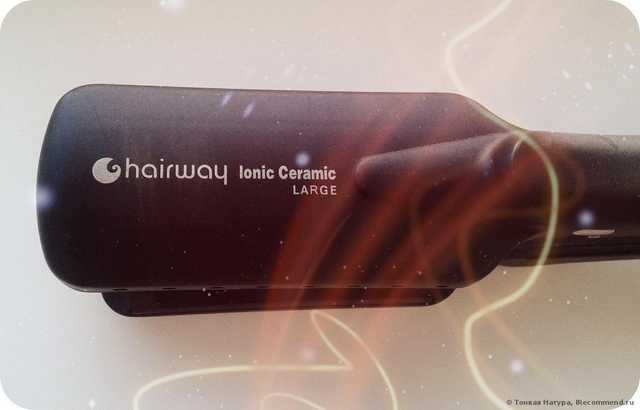 hairway Ionic Ceramic
LARGE
© Тонкая Натура, IRecommend.ru